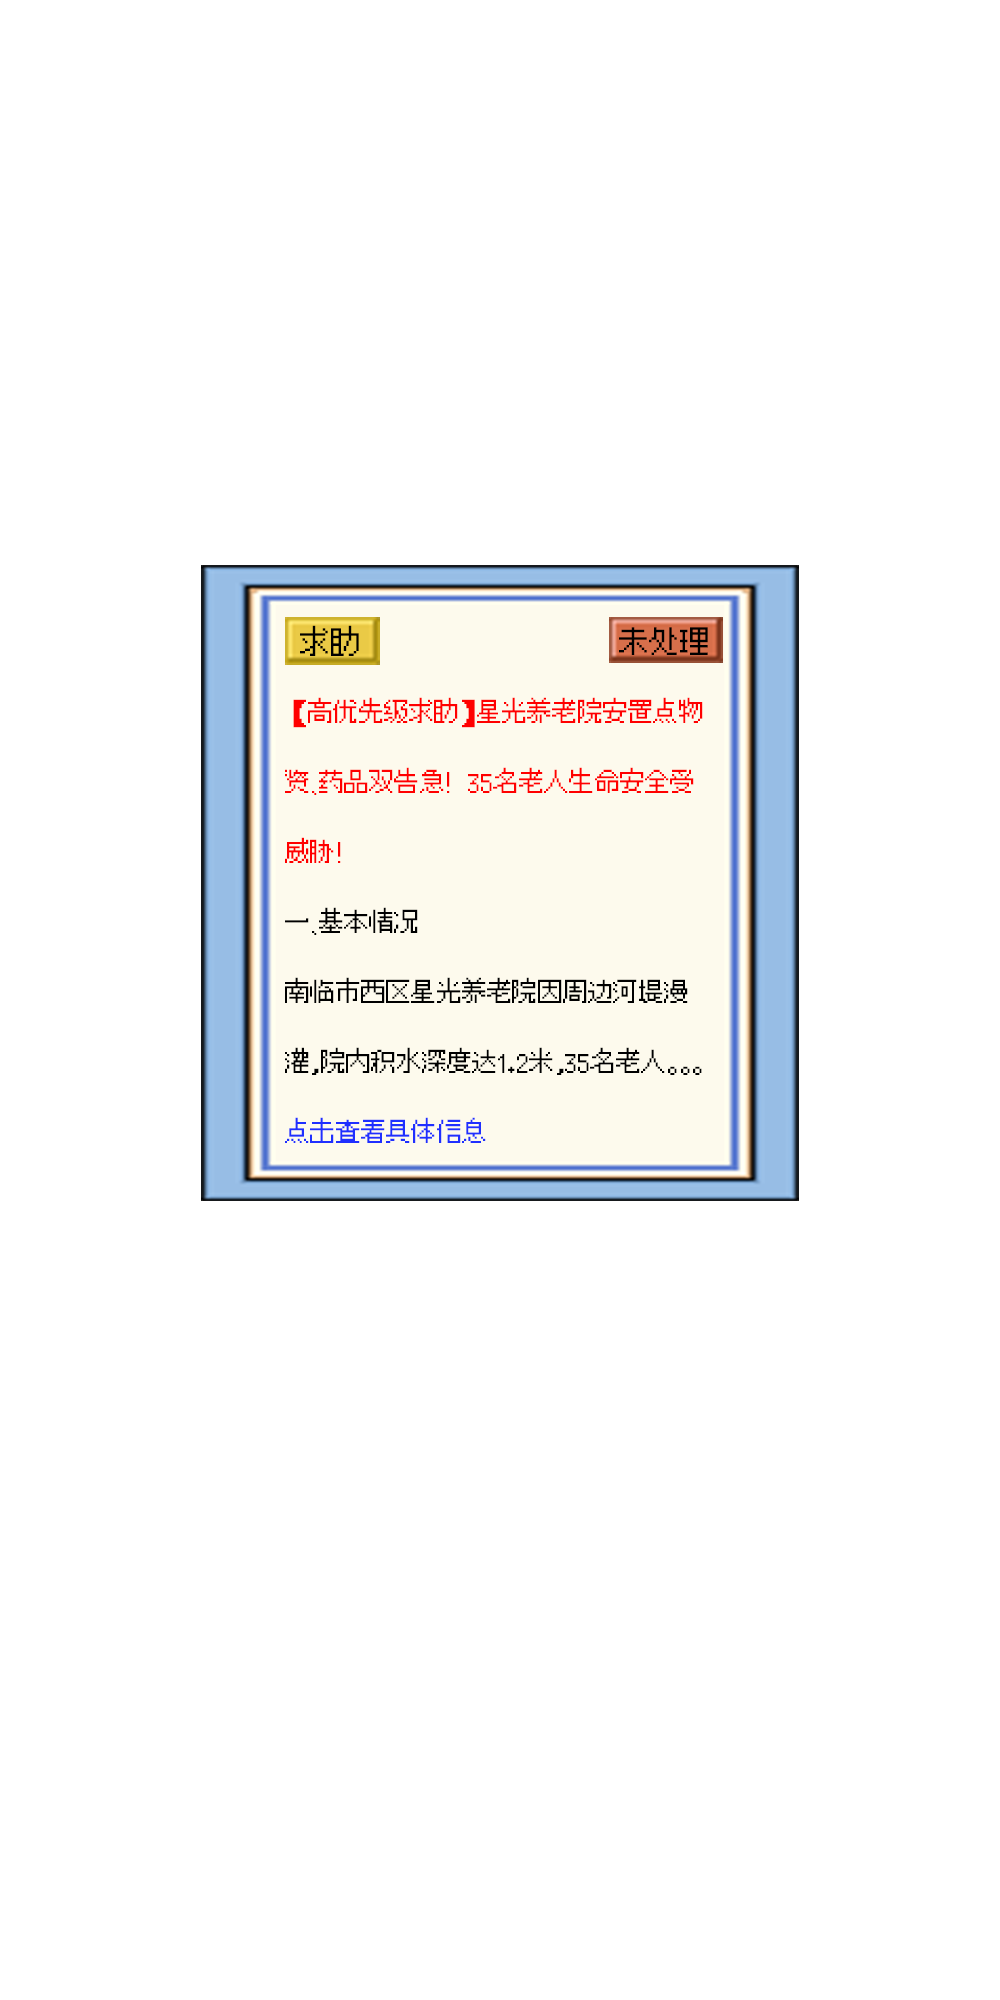 求助
未处理
【高优先级求助】星光养老院安置点物
资、药品双告急！35名老人生命安全受
威胁！
一、基本情况
南临市西区星光养老院因周边河堤漫
灌，院内积水深度达1.2米，35名老人。。。
点击查看具体信息